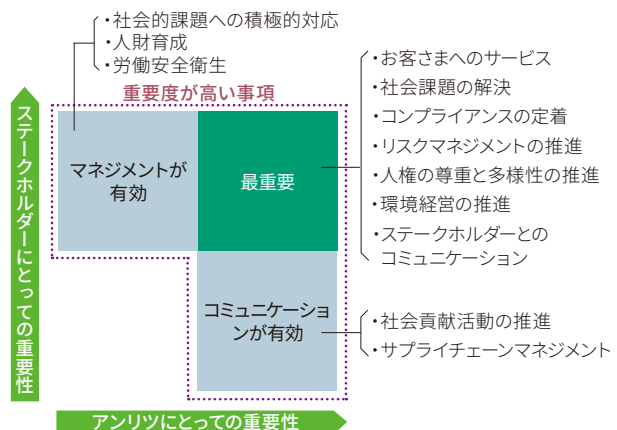 ・社会的課題への積極的対応
・人財育成
・労働安全衛生
重要度が高い事項
ステークホルダーにとっての重要性
マネジメントが
有効
最重要
・お客さまへのサービス
・社会課題の解決
・コンプライアンスの定着
・リスクマネジメントの推進
・人権の尊重と多様性の推進
・環境経営の推進
・ステークホルダーとの
コミュニケーション
コミュニケーショ
ンが有効
・社会貢献活動の推進
・サプライチェーンマネジメント
アンリツにとっての重要性